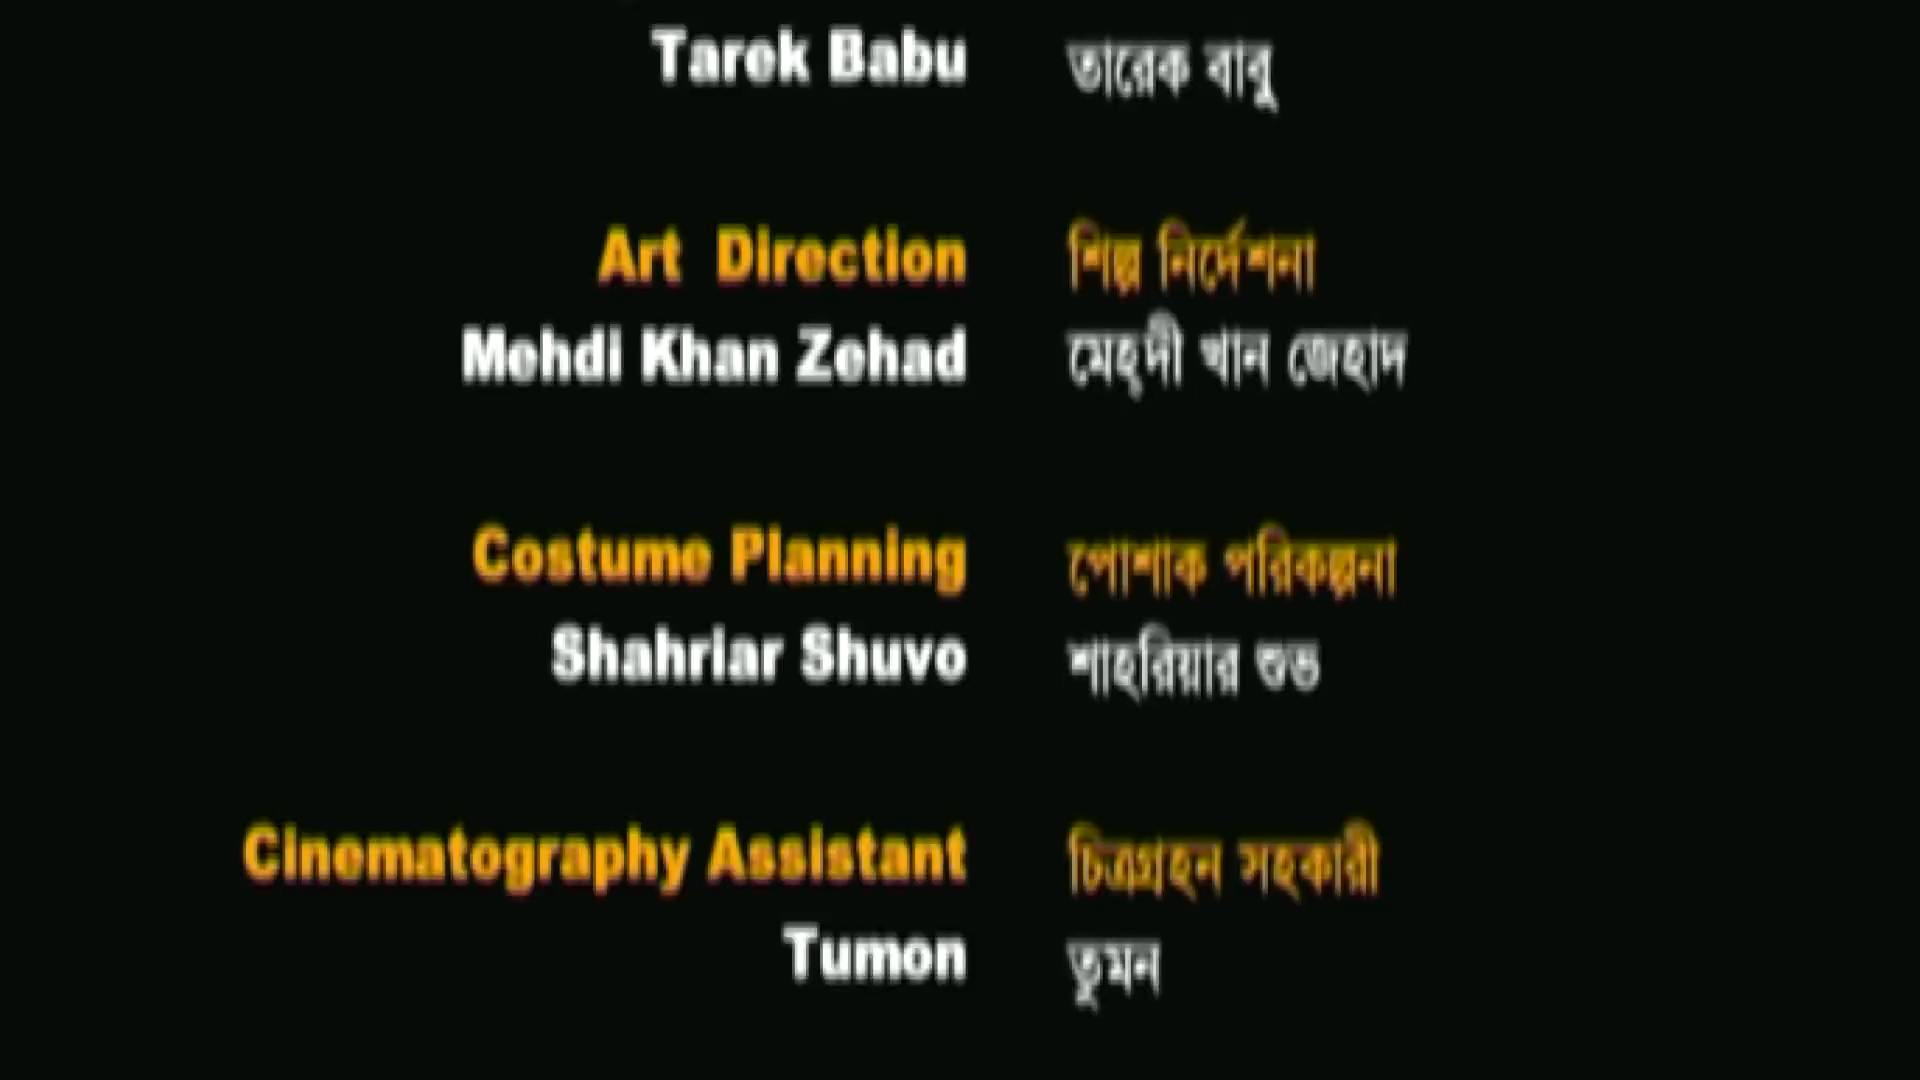 Tarek Babu তারেক বাবু
Art Direction শিল্প নির্দেশনা
Mehdi Khan Zehad মেহ্দী খান জেহাদ
Costume Planning পোশাক পরিকল্পনা
Shahriar Shuvo শাহরিয়ার শুভ
Cinematography Assistant চিত্রগ্রহন সহকারী
Tumon তুমন